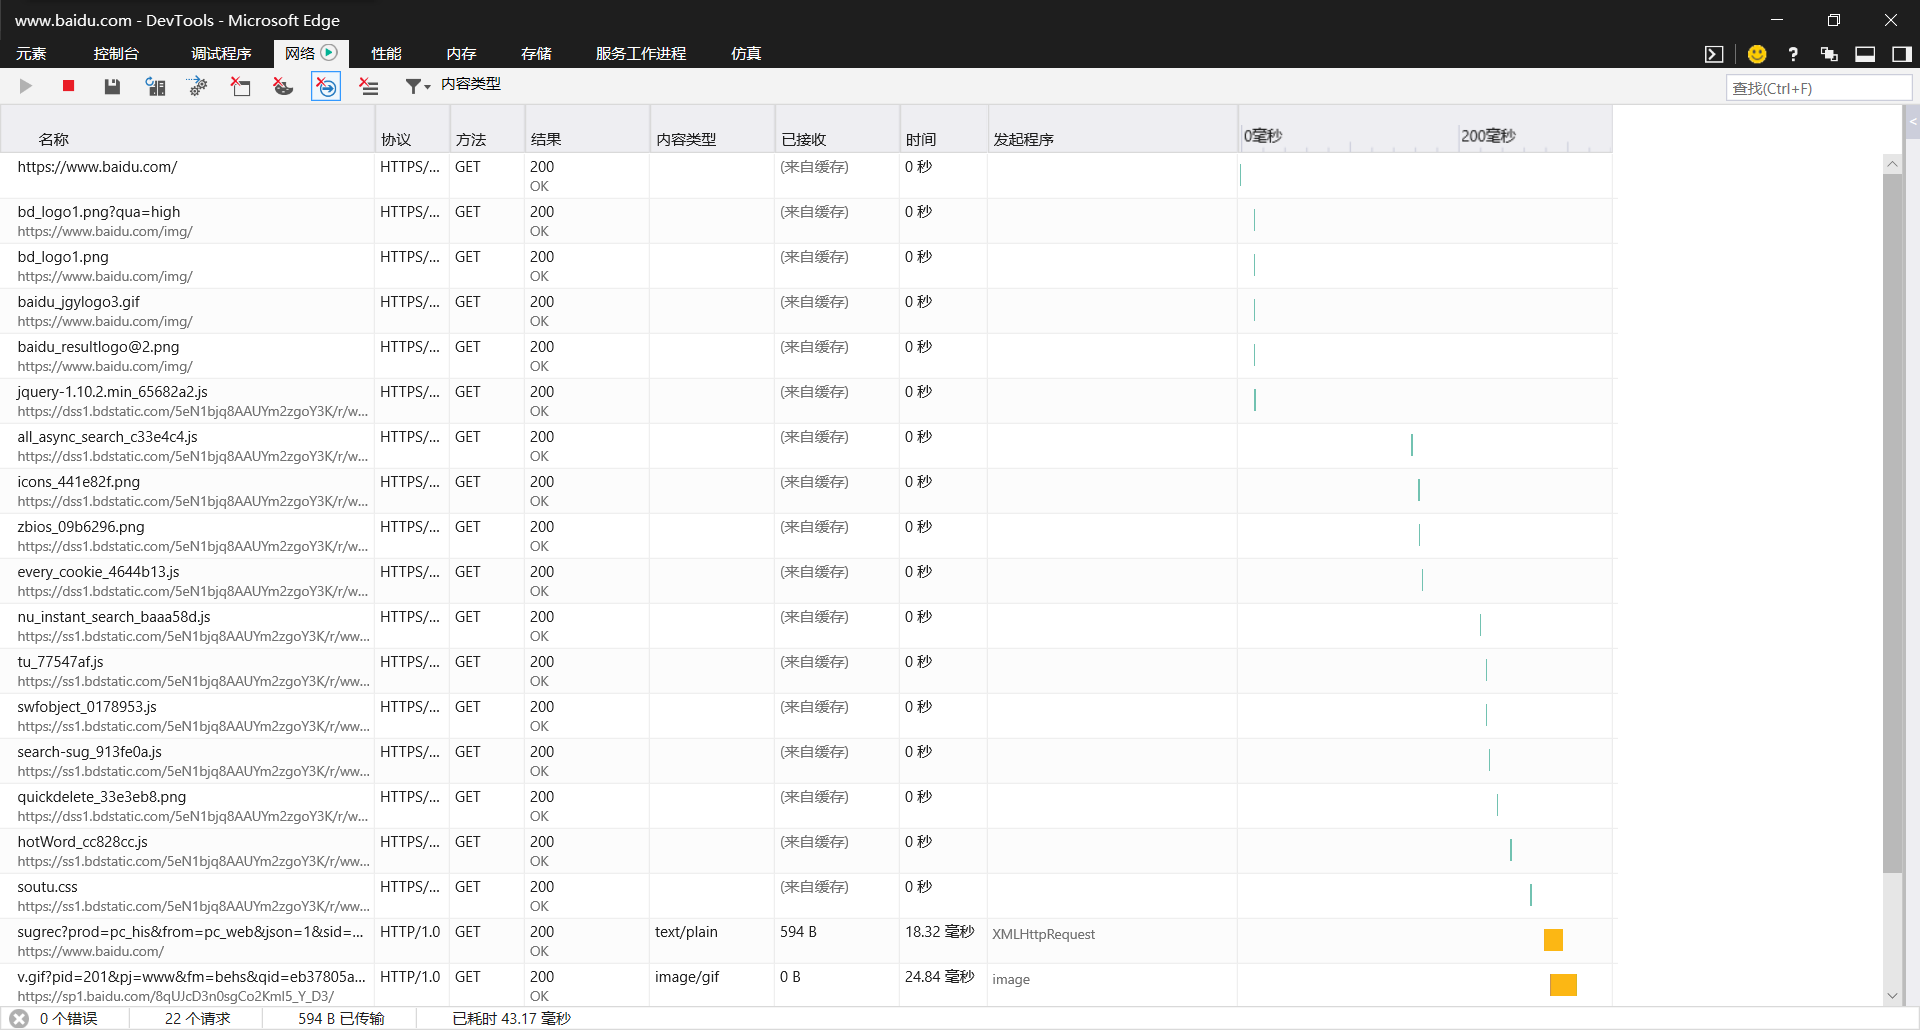 www.baidu.com - DevTools - Microsoft Edge
元素 控制台 调试程序 网络 性能 内存 存储 服务工作进程 仿真
内容类型 查找(Ctrl+F)
名称 协议 方法 结果 内容类型 已接收 时间 发起程序 0毫秒 200毫秒
https://www.baidu.com/ HTTPS/... GET 200 (来自缓存) 0 秒
OK
bd_logo1.png?qua=high HTTPS/... GET 200 (来自缓存) 0 秒
https://www.baidu.com/img/ OK
bd_logo1.png HTTPS/... GET 200 (来自缓存) 0 秒
https://www.baidu.com/img/ OK
baidu_jgylogo3.gif HTTPS/... GET 200 (来自缓存) 0 秒
https://www.baidu.com/img/ OK
baidu_resultlogo@2.png HTTPS/... GET 200 (来自缓存) 0 秒
https://www.baidu.com/img/ OK
jquery-1.10.2.min_65682a2.js HTTPS/... GET 200 (来自缓存) 0 秒
https://dss1.bdstatic.com/5eN1bjq8AAUYm2zgoY3K/r/w... OK
all_async_search_c33e4c4.js HTTPS/... GET 200 (来自缓存) 0 秒
https://dss1.bdstatic.com/5eN1bjq8AAUYm2zgoY3K/r/w... OK
icons_441e82f.png HTTPS/... GET 200 (来自缓存) 0 秒
https://dss1.bdstatic.com/5eN1bjq8AAUYm2zgoY3K/r/w... OK
zbios_09b6296.png HTTPS/... GET 200 (来自缓存) 0 秒
https://dss1.bdstatic.com/5eN1bjq8AAUYm2zgoY3K/r/w... OK
every_cookie_4644b13.js HTTPS/... GET 200 (来自缓存) 0 秒
https://dss1.bdstatic.com/5eN1bjq8AAUYm2zgoY3K/r/w... OK
nu_instant_search_baaa58d.js HTTPS/... GET 200 (来自缓存) 0 秒
https://ss1.bdstatic.com/5eN1bjq8AAUYm2zgoY3K/r/ww... OK
tu_77547af.js HTTPS/... GET 200 (来自缓存) 0 秒
https://ss1.bdstatic.com/5eN1bjq8AAUYm2zgoY3K/r/ww... OK
swfobject_0178953.js HTTPS/... GET 200 (来自缓存) 0 秒
https://ss1.bdstatic.com/5eN1bjq8AAUYm2zgoY3K/r/ww... OK
search-sug_913fe0a.js HTTPS/... GET 200 (来自缓存) 0 秒
https://ss1.bdstatic.com/5eN1bjq8AAUYm2zgoY3K/r/ww... OK
quickdelete_33e3eb8.png HTTPS/... GET 200 (来自缓存) 0 秒
https://dss1.bdstatic.com/5eN1bjq8AAUYm2zgoY3K/r/w... OK
hotWord_cc828cc.js HTTPS/... GET 200 (来自缓存) 0 秒
https://ss1.bdstatic.com/5eN1bjq8AAUYm2zgoY3K/r/ww... OK
soutu.css HTTPS/... GET 200 (来自缓存) 0 秒
https://ss1.bdstatic.com/5eN1bjq8AAUYm2zgoY3K/r/ww... OK
sugrec?prod=pc_his&from=pc_web&json=1&sid=... HTTP/1.0 GET 200 text/plain 594 B 18.32 毫秒 XMLHttpRequest
https://www.baidu.com/ OK
v.gif?pid=201&pj=www&fm=behs&qid=eb37805a... HTTP/1.0 GET 200 image/gif 0 B 24.84 毫秒 image
https://sp1.baidu.com/8qUJcD3n0sgCo2Kml5_Y_D3/ OK
0 个错误 22 个请求 594 B 已传输 已耗时 43.17 毫秒